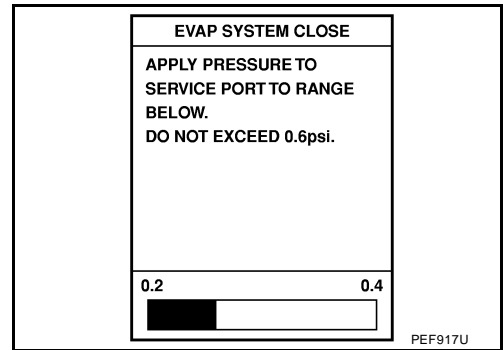 EVAP SYSTEM CLOSE
APPLY PRESSURE TO
SERVICE PORT TO RANGE
BELOW.
DO NOT EXCEED 0.6psi.
0.2 0.4
PEF917U